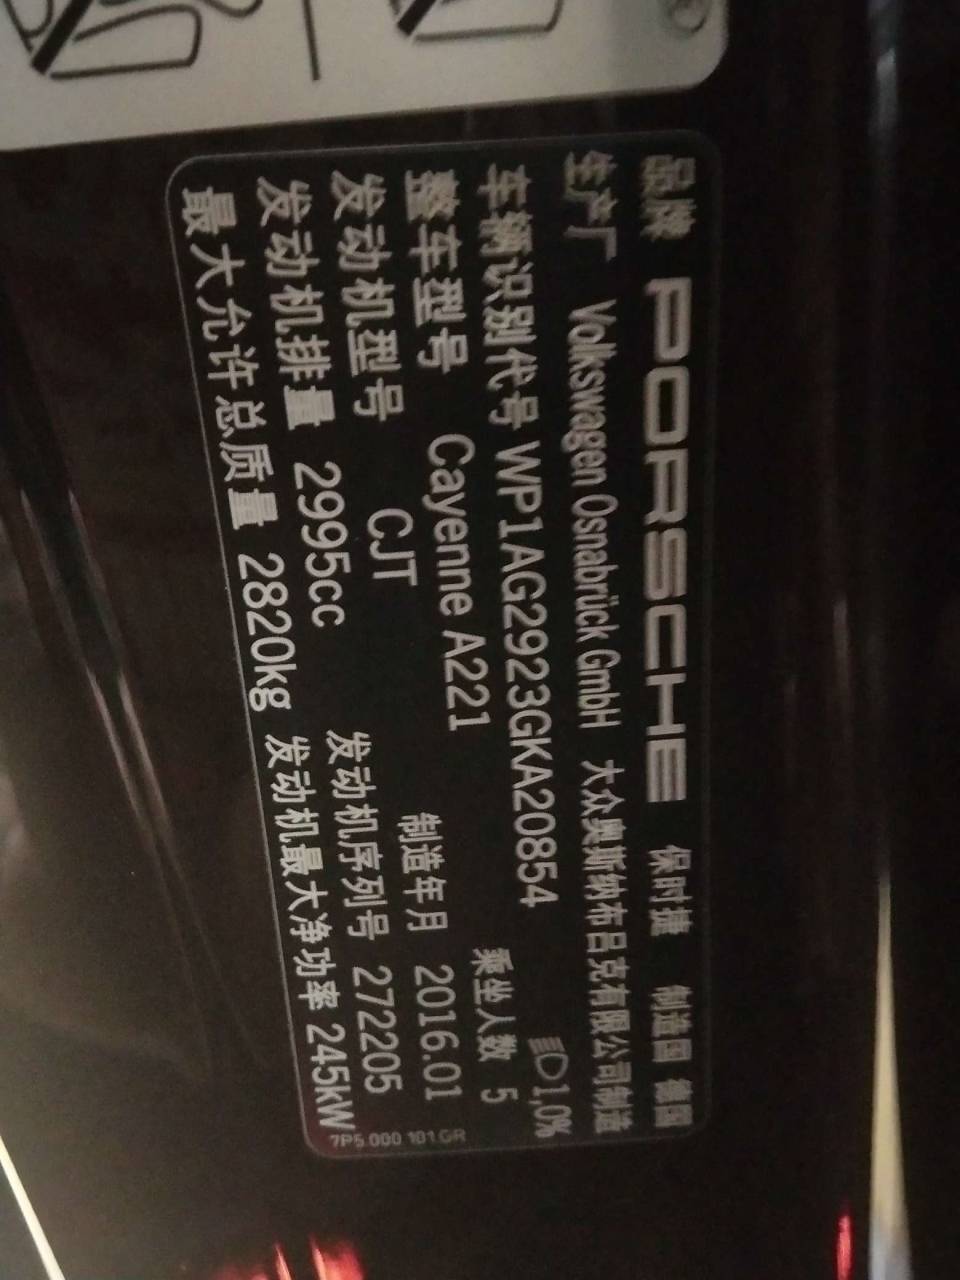 品牌 PORSCHE 保时捷 制造国 德国
生产厂 Volkswagen Osnabrück GmbH 大众奥斯纳布吕克有限公司制造
车辆识别代号 WP1AG2923GKA20854 1,0%
整车型号 Cayenne A221 乘坐人数 5
发动机型号 CJT 制造年月 2016.01
发动机排量 2995cc 发动机序列号 272205
最大允许总质量 2820kg 发动机最大净功率 245kW
7P5.000 101.GR